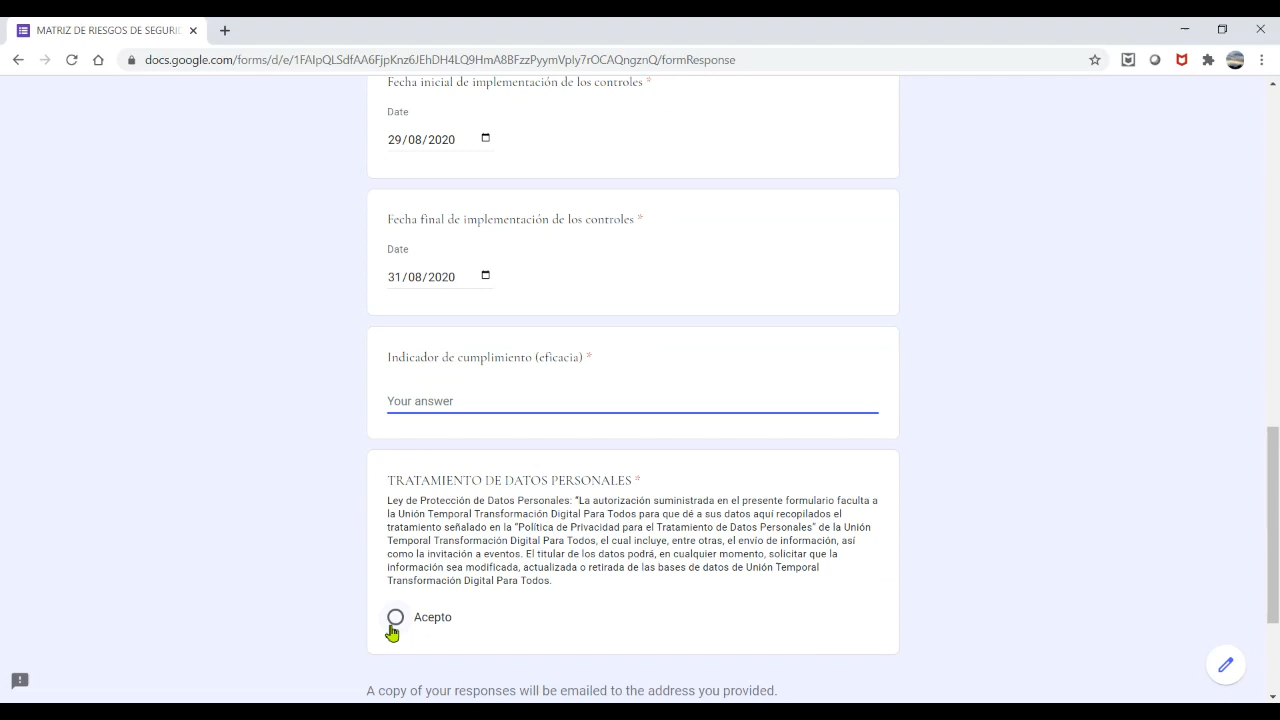 MATRIZ DE RIESGOS DE SEGURI
docs.google.com/forms/d/e/1FAIpQLSdfAA6FjpKnz6JEhDH4LQ9HnA8BFzzPyymVply7rOCAQngznQ/formResponse
Fecha inicial de implementación de los controles *
Date
29/08/2020
Fecha final de implementación de los controles *
Date
31/08/2020
Indicador de cumplimiento (eficacia) *
Your answer
TRATAMIENTO DE DATOS PERSONALES *
Ley de Protección de Datos Personales: “La autorización suministrada en el presente formulario faculta a
la Unión Temporal Transformación Digital Para Todos para que dé a sus datos aquí recopilados el
tratamiento señalado en la “Política de Privacidad para el Tratamiento de Datos Personales” de la Unión
Temporal Transformación Digital Para Todos, el cual incluye, entre otras, el envío de información, así
como la invitación a eventos. El titular de los datos podrá, en cualquier momento, solicitar que la
información sea modificada, actualizada o retirada de las bases de datos de Unión Temporal
Transformación Digital Para Todos.
Acepto
A copy of your responses will be emailed to the address you provided.